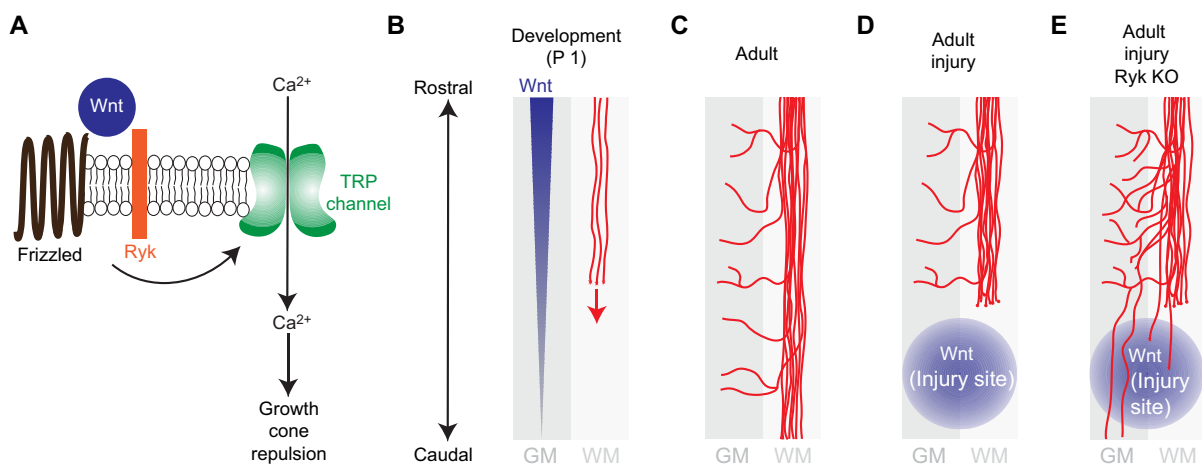 A
Wnt
Frizzled
Ryk
Ca2+
TRP
channel
Ca2+
Growth
cone
repulsion
B
Development
(P 1)
Wnt
Rostral
Caudal
GM
WM
C
Adult
GM
WM
D
Adult
injury
Wnt
(Injury site)
GM
WM
E
Adult
injury
Ryk KO
Wnt
(Injury
site)
GM
WM